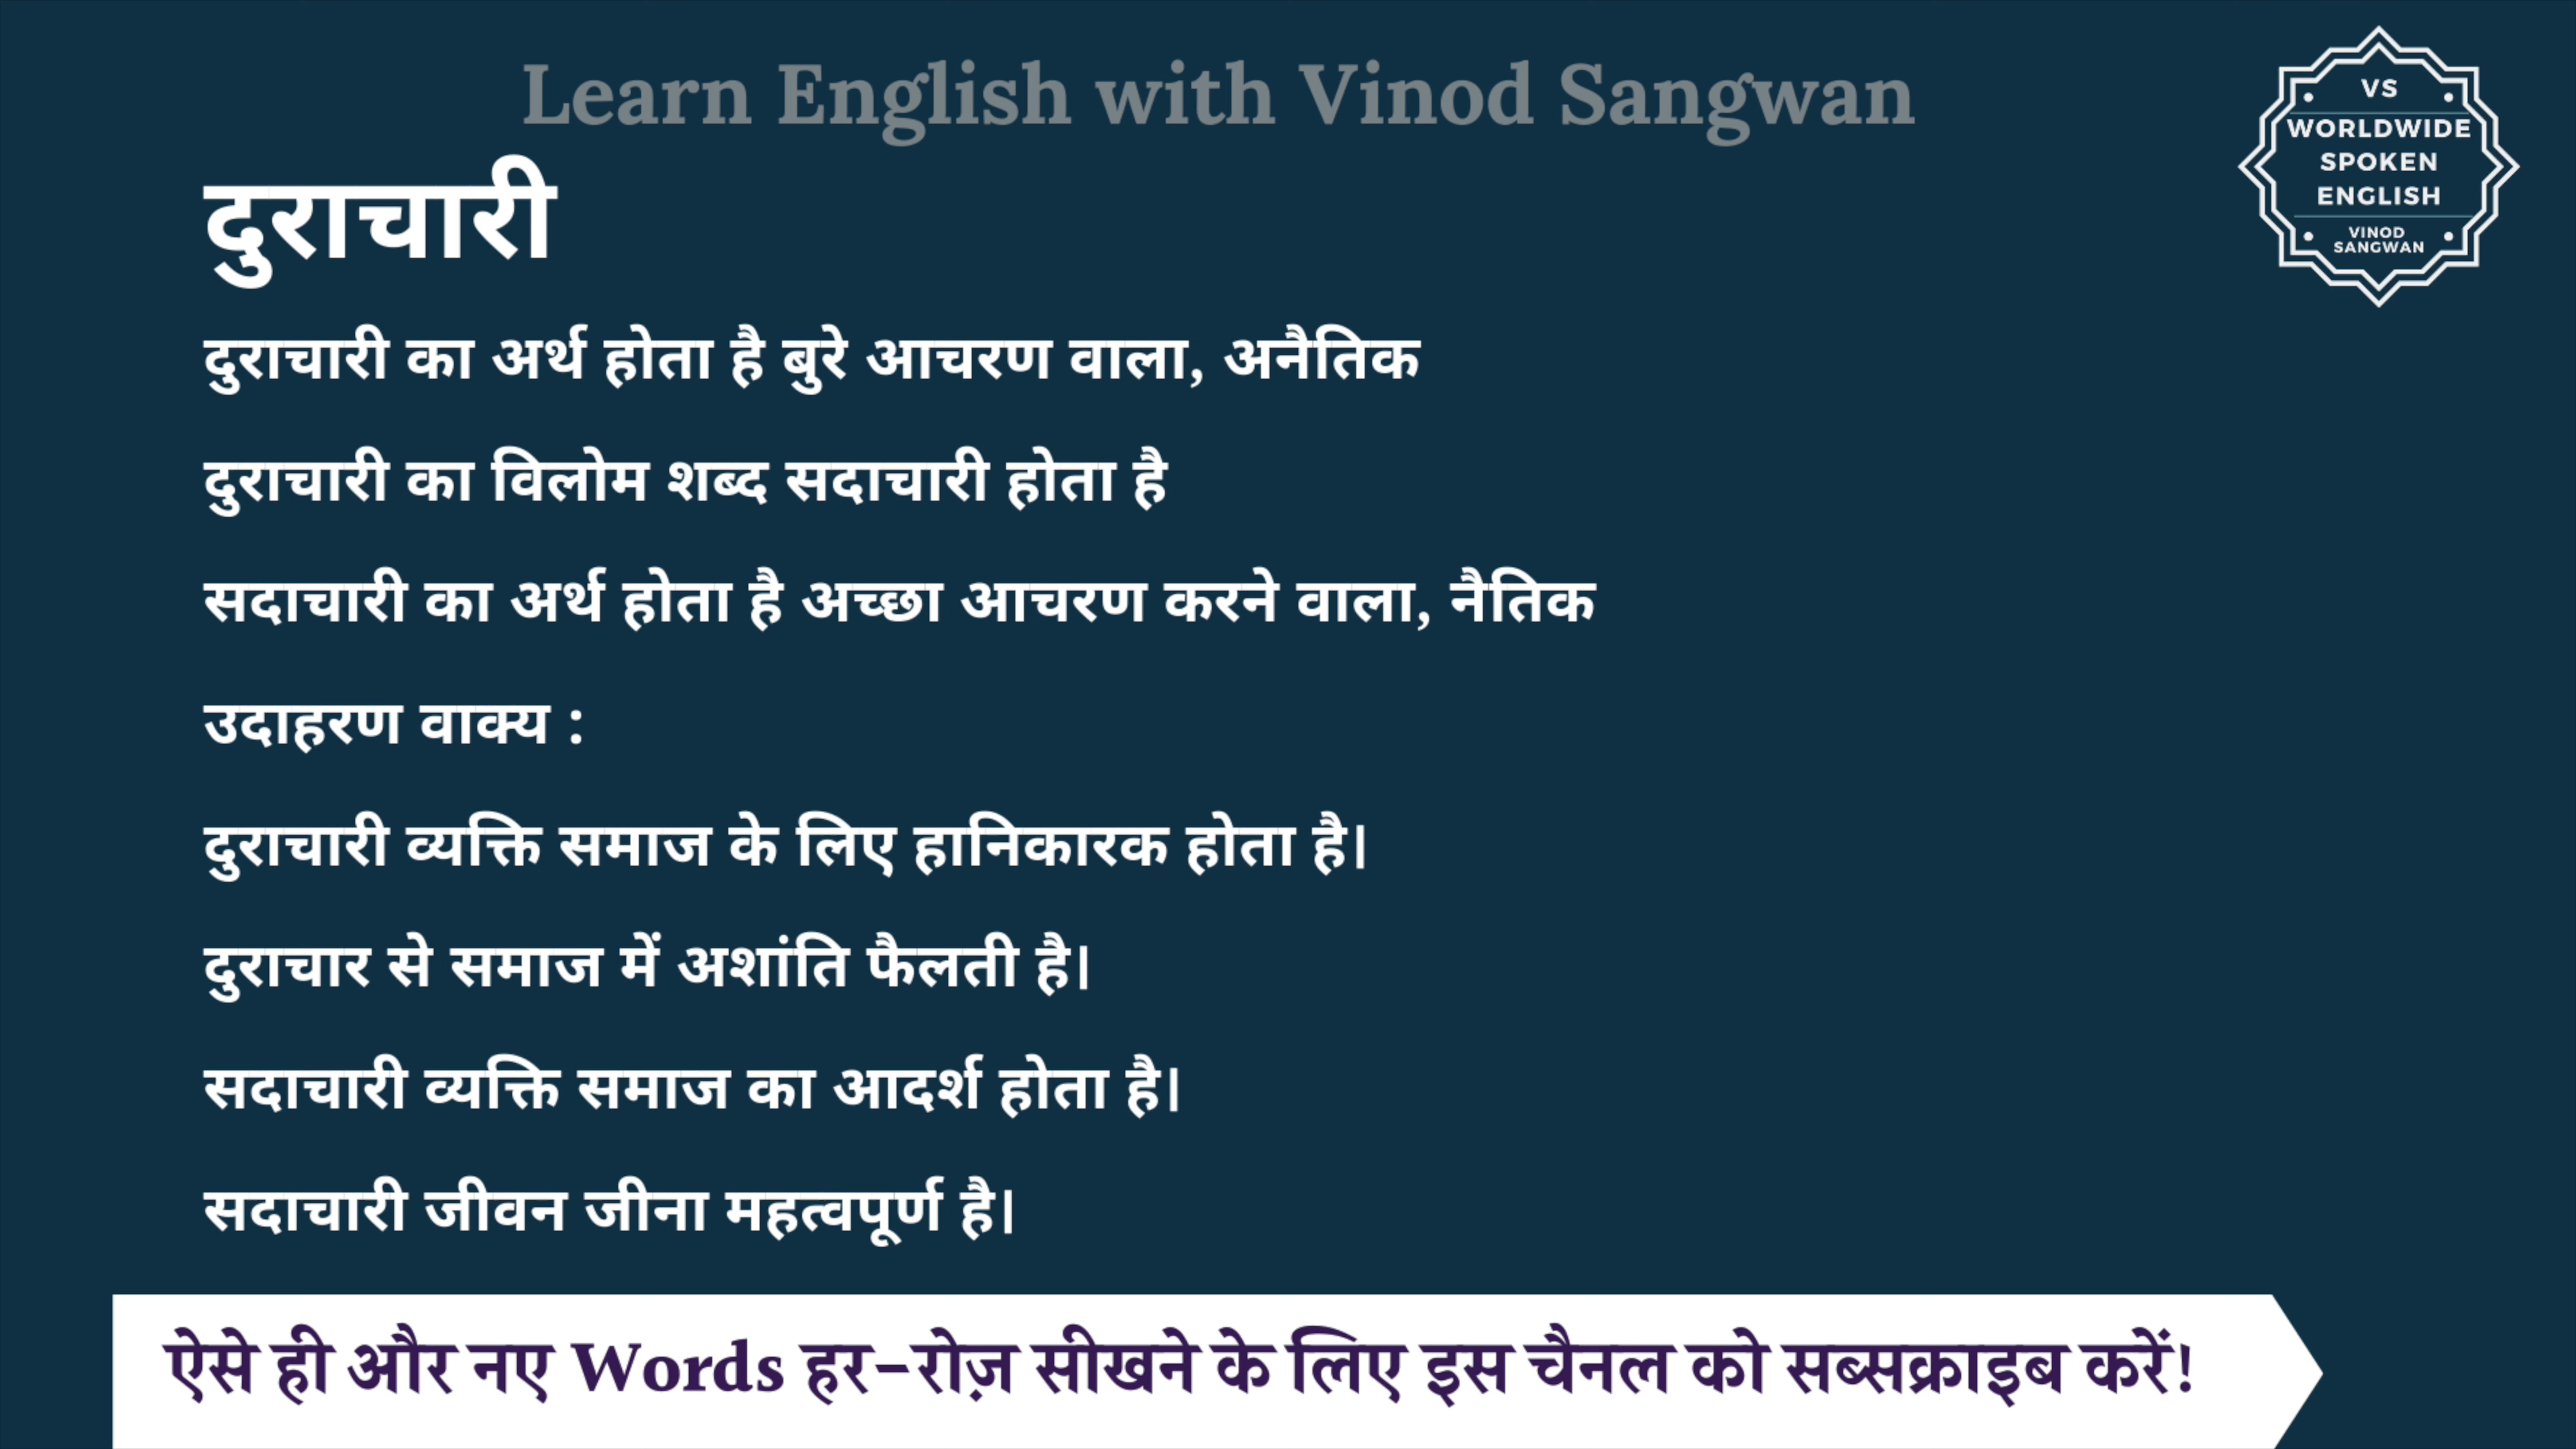 Learn English with Vinod Sangwan
VS
WORLDWIDE
SPOKEN
ENGLISH
VINOD
SANGWAN
दुराचारी
दुराचारी का अर्थ होता है बुरे आचरण वाला, अनैतिक
दुराचारी का विलोम शब्द सदाचारी होता है
सदाचारी का अर्थ होता है अच्छा आचरण करने वाला, नैतिक
उदाहरण वाक्य :
दुराचारी व्यक्ति समाज के लिए हानिकारक होता है।
दुराचार से समाज में अशांति फैलती है।
सदाचारी व्यक्ति समाज का आदर्श होता है।
सदाचारी जीवन जीना महत्वपूर्ण है।
ऐसे ही और नए Words हर-रोज़ सीखने के लिए इस चैनल को सब्सक्राइब करें!